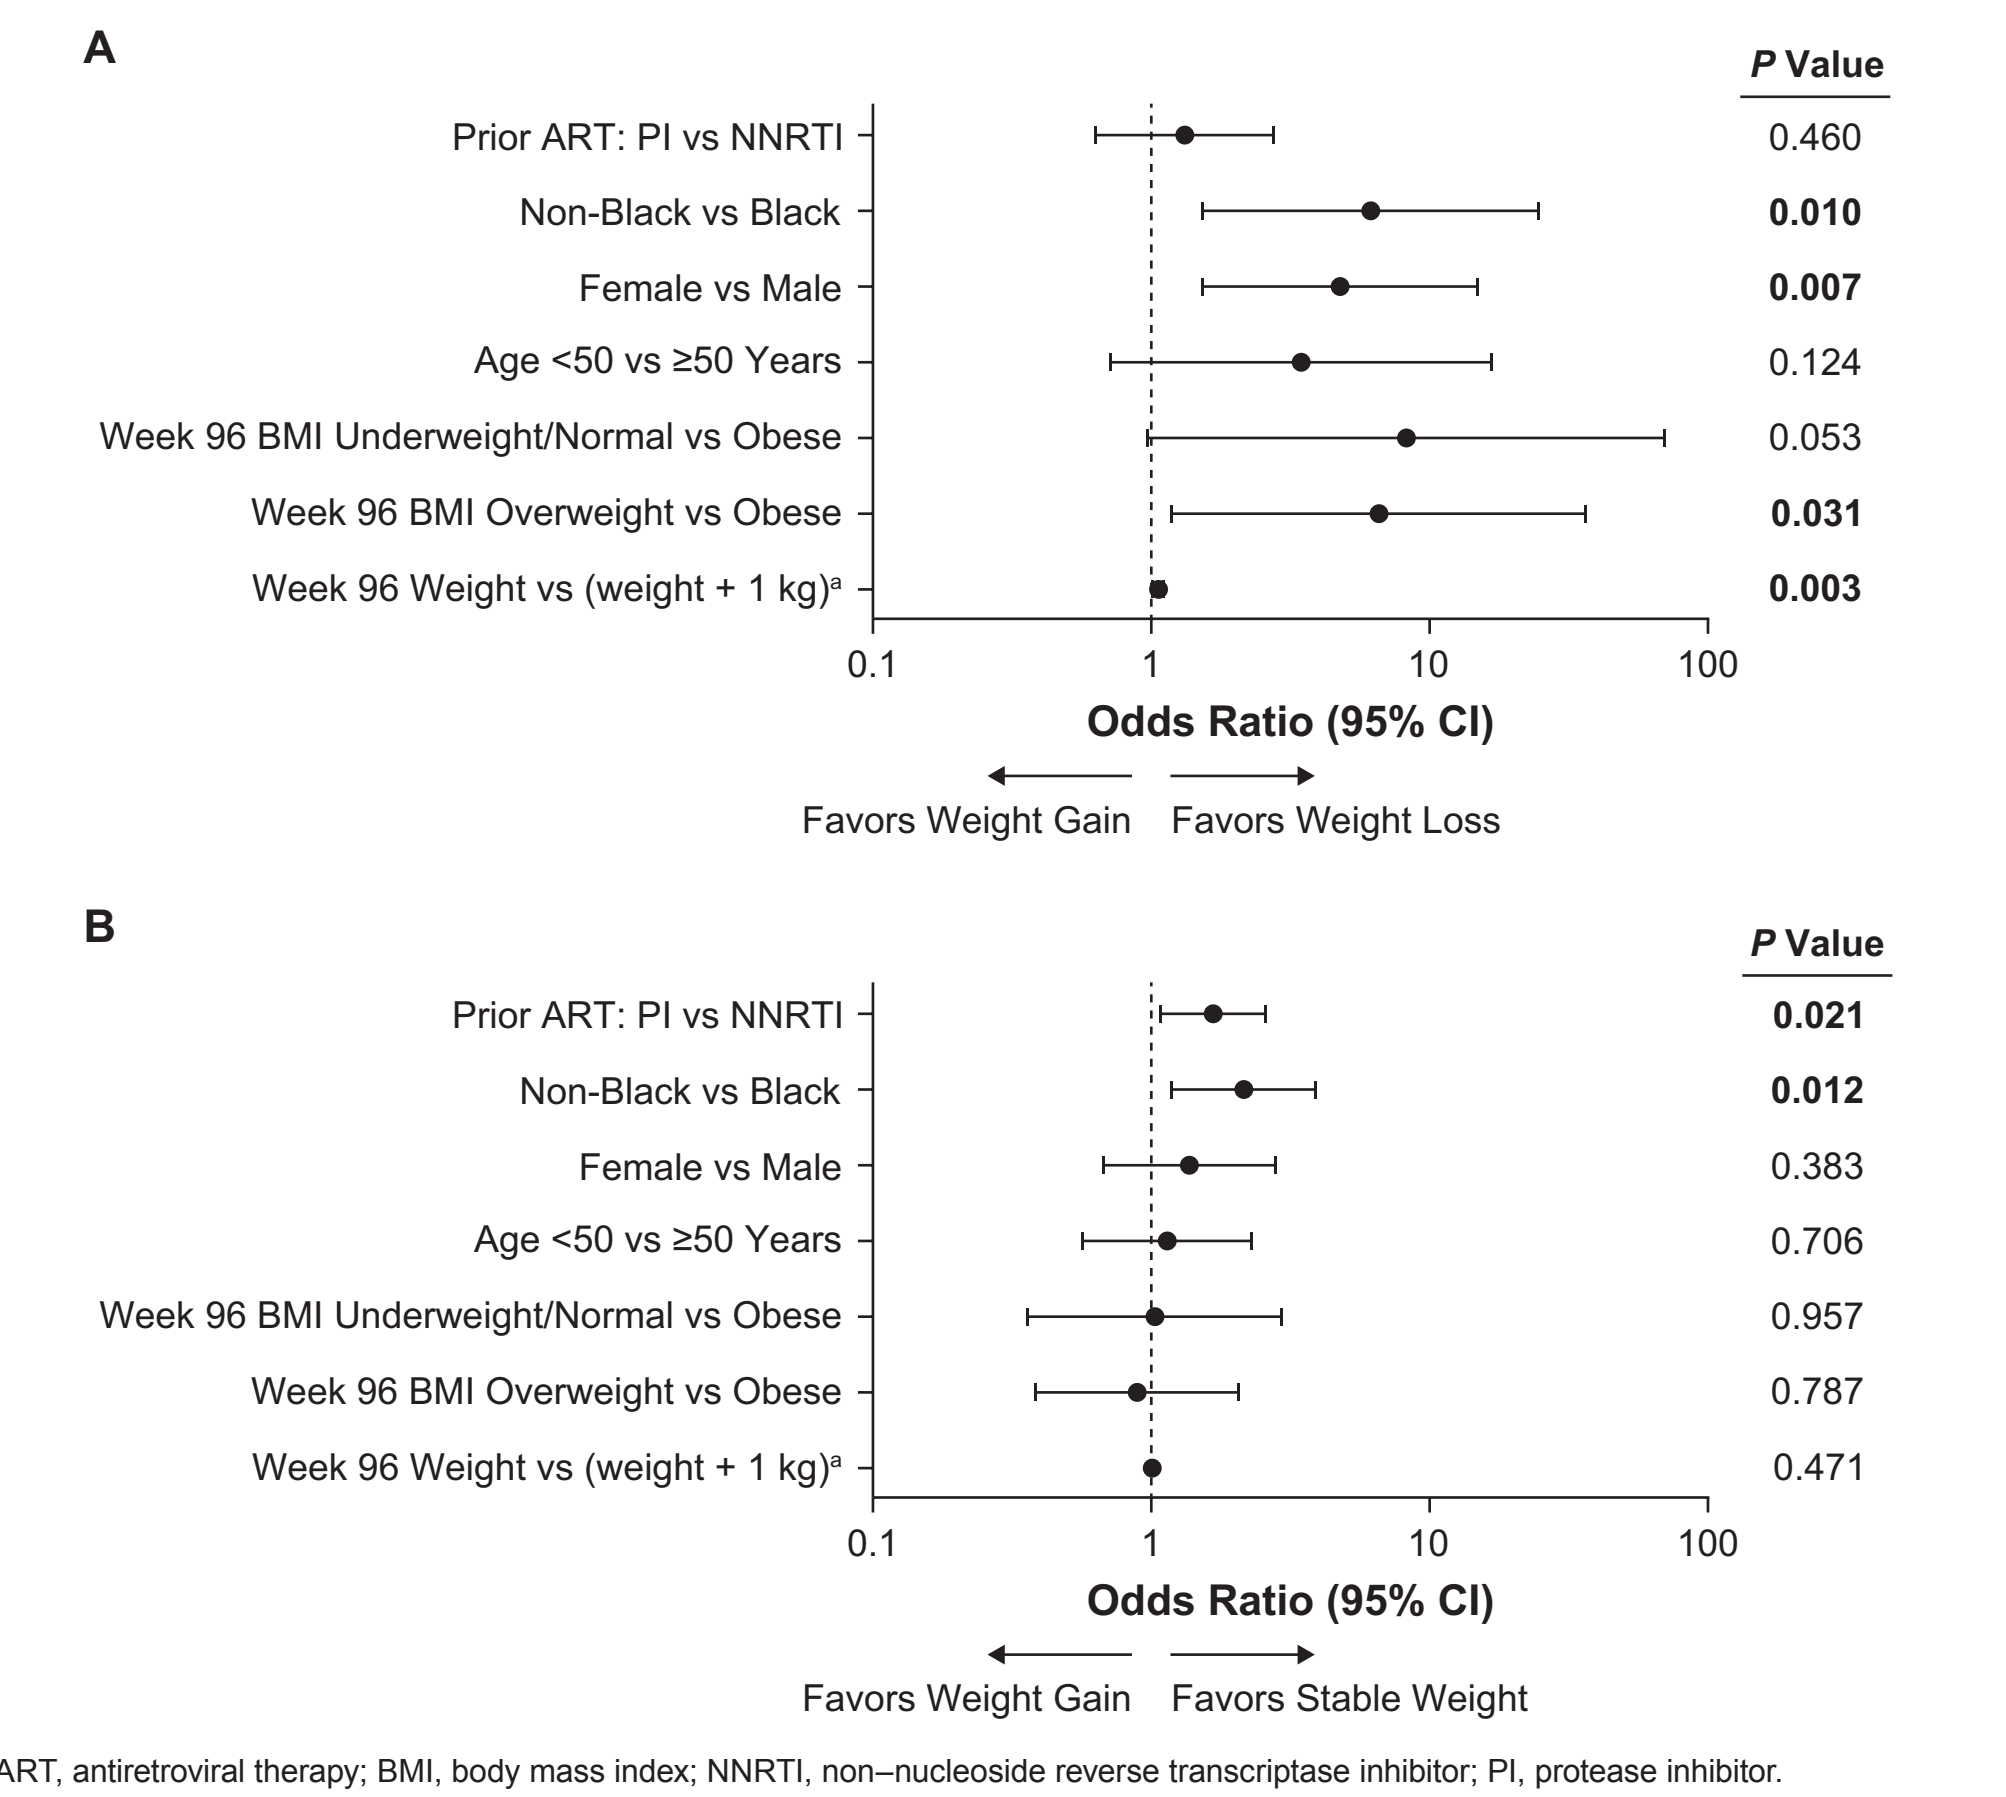 A
P Value
Prior ART: PI vs NNRTI 0.460
Non-Black vs Black 0.010
Female vs Male 0.007
Age <50 vs ≥50 Years 0.124
Week 96 BMI Underweight/Normal vs Obese 0.053
Week 96 BMI Overweight vs Obese 0.031
Week 96 Weight vs (weight + 1 kg)ᵃ 0.003
0.1 1 10 100
Odds Ratio (95% CI)
Favors Weight Gain Favors Weight Loss
B
P Value
Prior ART: PI vs NNRTI 0.021
Non-Black vs Black 0.012
Female vs Male 0.383
Age <50 vs ≥50 Years 0.706
Week 96 BMI Underweight/Normal vs Obese 0.957
Week 96 BMI Overweight vs Obese 0.787
Week 96 Weight vs (weight + 1 kg)ᵃ 0.471
0.1 1 10 100
Odds Ratio (95% CI)
Favors Weight Gain Favors Stable Weight
ART, antiretroviral therapy; BMI, body mass index; NNRTI, non–nucleoside reverse transcriptase inhibitor; PI, protease inhibitor.